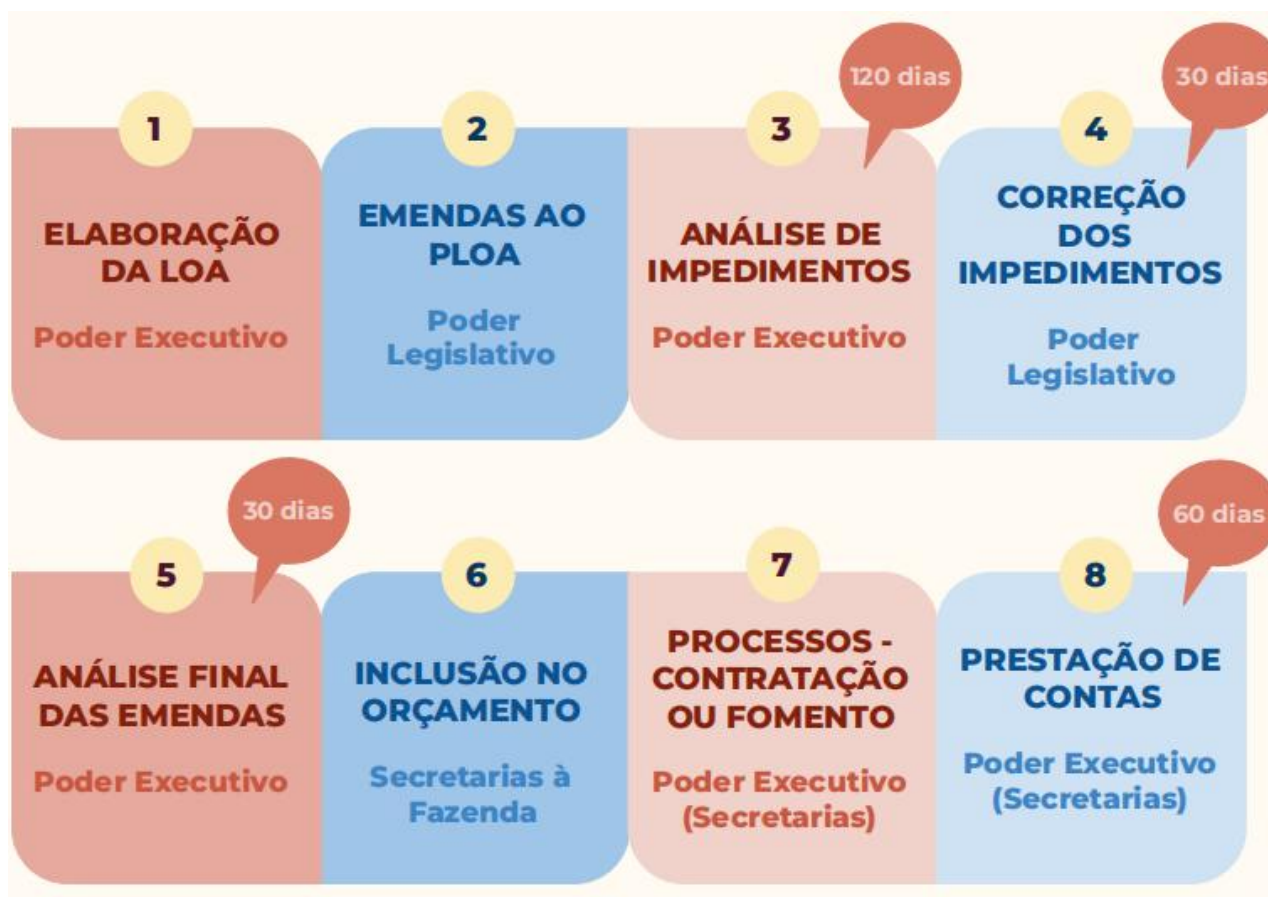 120 dias
30 dias
1
2
3
4
ELABORAÇÃO
DA LOA
Poder Executivo
EMENDAS AO
PLOA
Poder
Legislativo
ANÁLISE DE
IMPEDIMENTOS
Poder Executivo
CORREÇÃO
DOS
IMPEDIMENTOS
Poder
Legislativo
30 dias
60 dias
5
6
7
8
ANÁLISE FINAL
DAS EMENDAS
Poder Executivo
INCLUSÃO NO
ORÇAMENTO
Secretarias à
Fazenda
PROCESSOS -
CONTRATAÇÃO
OU FOMENTO
Poder Executivo
(Secretarias)
PRESTAÇÃO DE
CONTAS
Poder Executivo
(Secretarias)